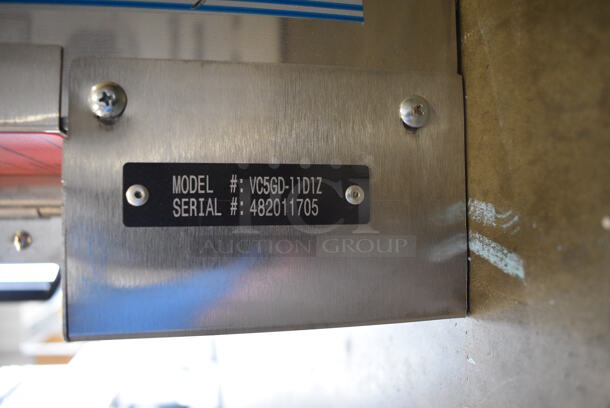 MODEL #: VC5GD-11D1Z
SERIAL #: 482011705
AUCTION GROUP